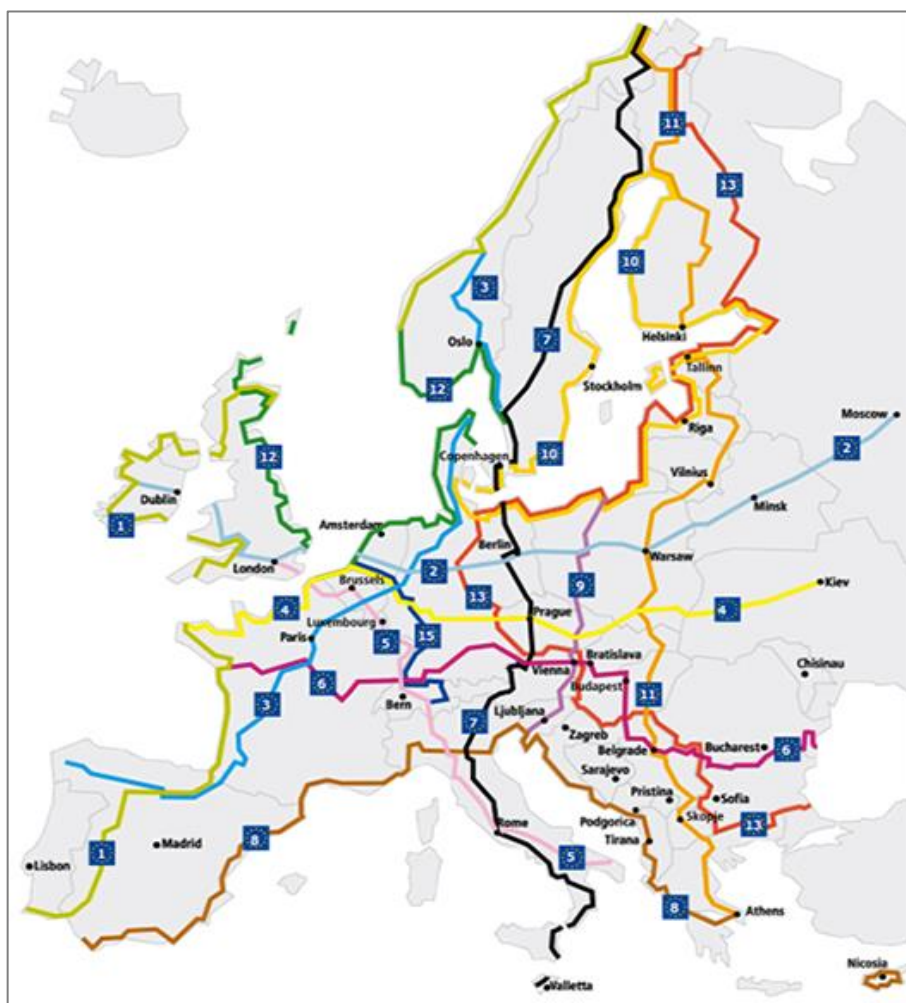 11
13
3
10
Oslo
7
Helsinki
12
Tallinn
Stockholm
Moscow
Riga
2
12
Copenhagen
10
Vilnius
Dublin
Minsk
1
Amsterdam
Berlin
Warsaw
London
2
Brussels
9
Kiev
13
4
4
Prague
Luxembourg
15
Paris
5
Bratislava
Vienna
Chisinau
6
Budapest
Bern
11
3
7
Ljubljana
Zagreb
Belgrade
Bucharest
6
Sarajevo
Pristina
Sofia
Podgorica
Skopje
13
Rome
Tirana
8
Madrid
1
Lisbon
5
8
Athens
Nicosia
Valletta